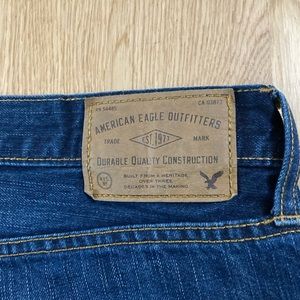 RN 54485 CA 03877
AMERICAN EAGLE OUTFITTERS
TRADE EST 1977 MARK
DURABLE QUALITY CONSTRUCTION
BUILT FROM A HERITAGE
OVER THREE
DECADES IN THE MAKING